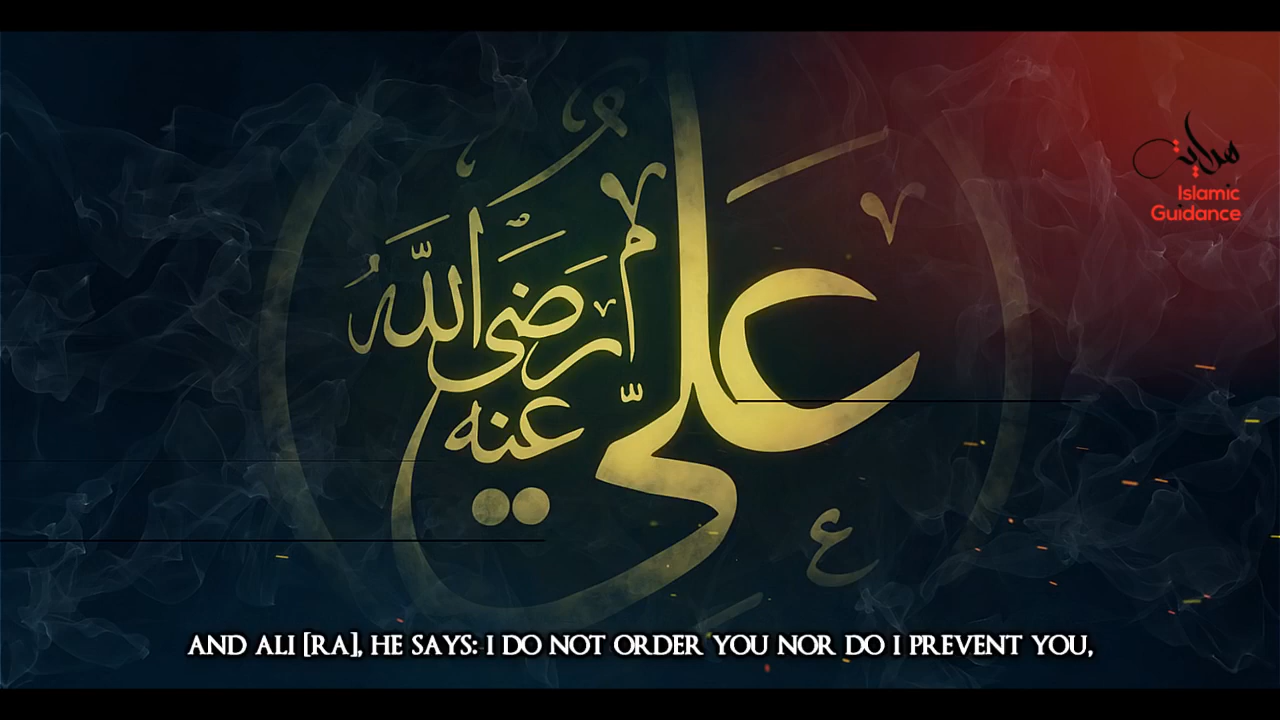 عليّ رضي الله عنه
هداية
Islamic
Guidance
AND ALI [RA], HE SAYS: I DO NOT ORDER YOU NOR DO I PREVENT YOU,